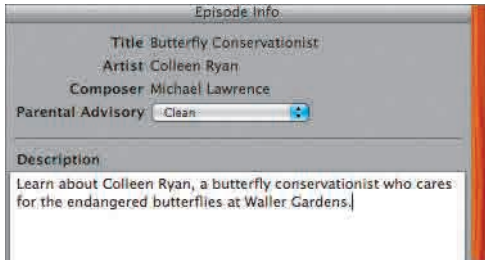 Episode Info
Title Butterfly Conservationist
Artist Colleen Ryan
Composer Michael Lawrence
Parental Advisory Clean
Description
Learn about Colleen Ryan, a butterfly conservationist who cares
for the endangered butterflies at Waller Gardens.